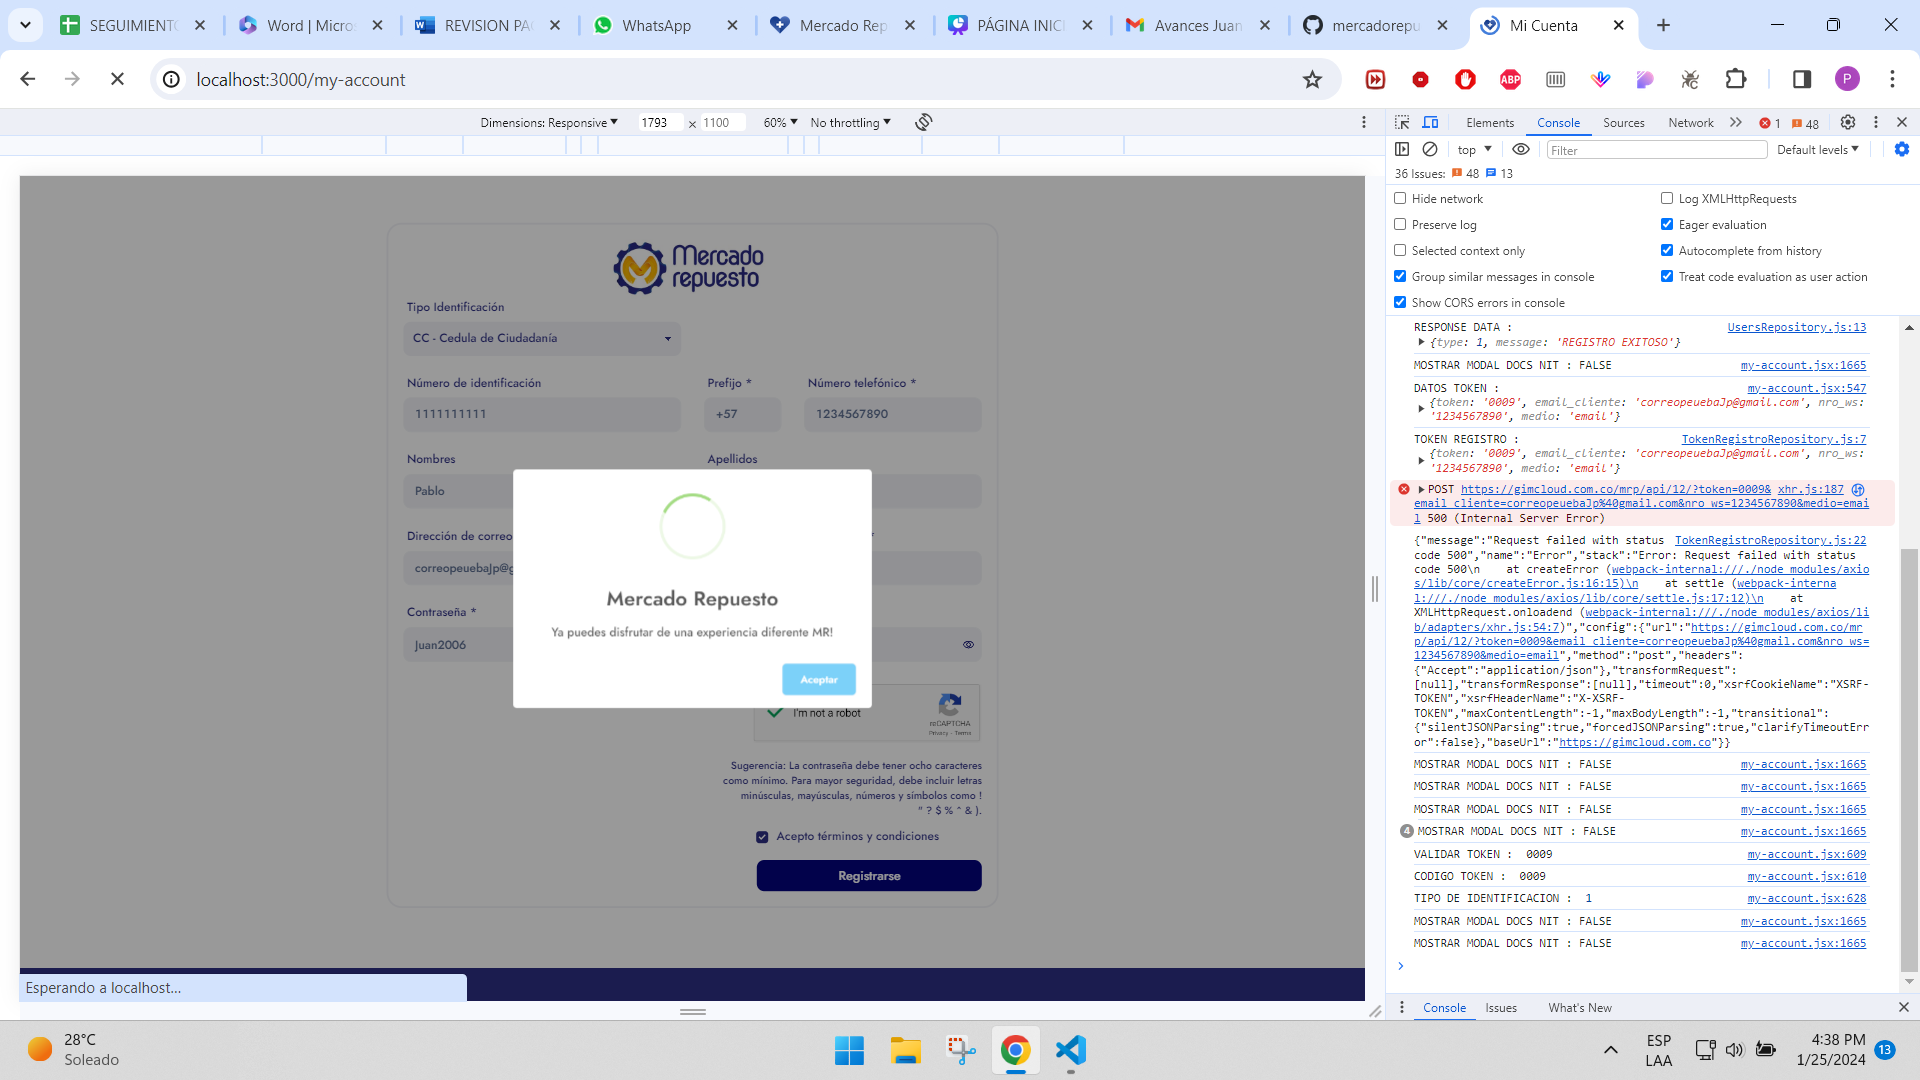 SEGUIMIENTO
Word | Micros
REVISION PA
WhatsApp
Mercado Rep
PÁGINA INICI
Avances Juan
mercadorepu
Mi Cuenta
localhost:3000/my-account
P
Dimensions: Responsive
1793
×
1100
60%
No throttling
Elements
Console
Sources
Network
1
48
top
Filter
Default levels
36 Issues:
48
13
Hide network
Log XMLHttpRequests
Preserve log
Eager evaluation
Selected context only
Autocomplete from history
Group similar messages in console
Treat code evaluation as user action
Show CORS errors in console
Mercado
repuesto
Tipo Identificación
CC - Cedula de Ciudadanía
Número de identificación
Prefijo *
Número telefónico *
1111111111
+57
1234567890
Nombres
Apellidos
Pablo
Dirección de correo
correopeuebaJp@g
Contraseña *
Juan2006
Mercado Repuesto
Ya puedes disfrutar de una experiencia diferente MR!
Aceptar
I'm not a robot
reCAPTCHA
Privacy - Terms
Sugerencia: La contraseña debe tener ocho caracteres
como mínimo. Para mayor seguridad, debe incluir letras
minúsculas, mayúsculas, números y símbolos como !
" ? $ % ^ & ).
Acepto términos y condiciones
Registrarse
Esperando a localhost...
RESPONSE DATA :
UsersRepository.js:13
{type: 1, message: 'REGISTRO EXITOSO'}
MOSTRAR MODAL DOCS NIT : FALSE
my-account.jsx:1665
DATOS TOKEN :
my-account.jsx:547
{token: '0009', email_cliente: 'correopeuebaJp@gmail.com', nro_ws:
'1234567890', medio: 'email'}
TOKEN REGISTRO :
TokenRegistroRepository.js:7
{token: '0009', email_cliente: 'correopeuebaJp@gmail.com', nro_ws:
'1234567890', medio: 'email'}
POST https://gimcloud.com.co/mrp/api/12/?token=0009& xhr.js:187
email_cliente=correopeuebaJp%40gmail.com&nro_ws=1234567890&medio=emai
l 500 (Internal Server Error)
{"message":"Request failed with status TokenRegistroRepository.js:22
code 500","name":"Error","stack":"Error: Request failed with status
code 500\n    at createError (webpack-internal:///./node_modules/axio
s/lib/core/createError.js:16:15)\n    at settle (webpack-interna
l:///./node_modules/axios/lib/core/settle.js:17:12)\n    at
XMLHttpRequest.onloadend (webpack-internal:///./node_modules/axios/li
b/adapters/xhr.js:54:7)","config":{"url":"https://gimcloud.com.co/mr
p/api/12/?token=0009&email_cliente=correopeuebaJp%40gmail.com&nro_ws=
1234567890&medio=email","method":"post","headers":
{"Accept":"application/json"},"transformRequest":
[null],"transformResponse":[null],"timeout":0,"xsrfCookieName":"XSRF-
TOKEN","xsrfHeaderName":"X-XSRF-
TOKEN","maxContentLength":-1,"maxBodyLength":-1,"transitional":
{"silentJSONParsing":true,"forcedJSONParsing":true,"clarifyTimeoutErr
or":false},"baseUrl":"https://gimcloud.com.co"}}
MOSTRAR MODAL DOCS NIT : FALSE
my-account.jsx:1665
MOSTRAR MODAL DOCS NIT : FALSE
my-account.jsx:1665
MOSTRAR MODAL DOCS NIT : FALSE
my-account.jsx:1665
4 MOSTRAR MODAL DOCS NIT : FALSE
my-account.jsx:1665
VALIDAR TOKEN :  0009
my-account.jsx:609
CODIGO TOKEN :  0009
my-account.jsx:610
TIPO DE IDENTIFICACION :  1
my-account.jsx:628
MOSTRAR MODAL DOCS NIT : FALSE
my-account.jsx:1665
MOSTRAR MODAL DOCS NIT : FALSE
my-account.jsx:1665
Console
Issues
What's New
28°C
Soleado
ESP
LAA
4:38 PM
1/25/2024
13